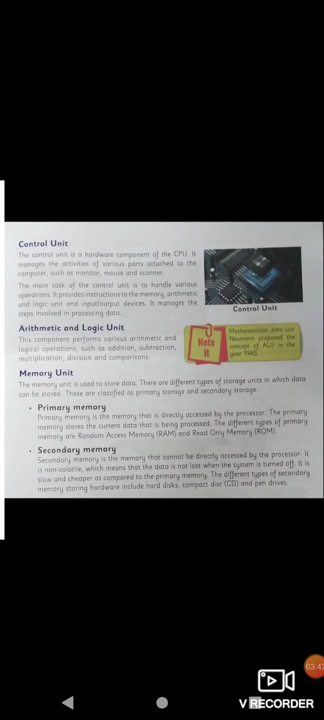 Control Unit
The control unit is a hardware component of the CPU. It
manages the activities of various parts attached to the
computer, such as monitor, mouse and scanner.
The main task of the control unit is to handle various
operations. It provides instructions to the memory, arithmetic
and logic unit and input/output devices. It manages the
steps involved in processing data.
Control Unit
Arithmetic and Logic Unit
This component performs various arithmetic and
logical operations, such as addition, subtraction,
multiplication, division and comparisons.
Note
It
Mathematician John von
Neumann proposed the
concept of ALU in the
year 1945.
Memory Unit
The memory unit is used to store data. There are different types of storage units in which data
can be stored. These are classified as primary storage and secondary storage.
• Primary memory
Primary memory is the memory that is directly accessed by the processor. The primary
memory stores the current data that is being processed. The different types of primary
memory are Random Access Memory (RAM) and Read Only Memory (ROM).
• Secondary memory
Secondary memory is the memory that cannot be directly accessed by the processor. It
is non-volatile, which means that the data is not lost when the system is turned off. It is
slow and cheaper as compared to the primary memory. The different types of secondary
memory storing hardware include hard disks, compact disc (CD) and pen drives.
03:42
V RECORDER